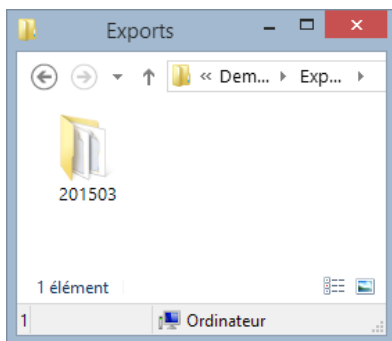 Exports
« Dem... Exp...
201503
1 élément
1 Ordinateur